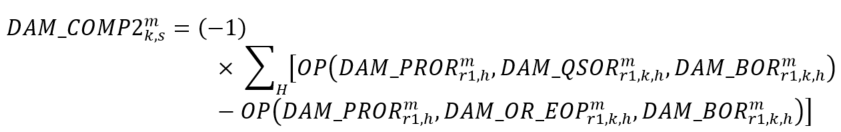 DAM_COMP2^m_{k,s} = (−1)
× ∑_H [OP(DAM_PROR^m_{r1,h}, DAM_QSOR^m_{r1,k,h}, DAM_BOR^m_{r1,k,h})
− OP(DAM_PROR^m_{r1,h}, DAM_OR_EOP^m_{r1,k,h}, DAM_BOR^m_{r1,k,h})]